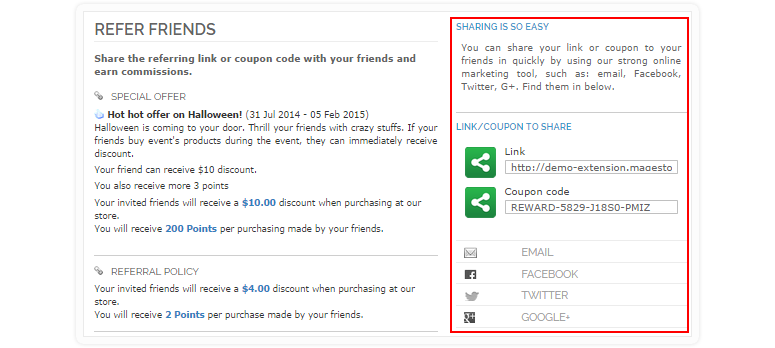 REFER FRIENDS
Share the referring link or coupon code with your friends and
earn commissions.
SPECIAL OFFER
Hot hot offer on Halloween! (31 Jul 2014 - 05 Feb 2015)
Halloween is coming to your door. Thrill your friends with crazy stuffs. If your
friends buy event's products during the event, they can immediately receive
discount.
Your friend can receive $10 discount.
You also receive more 3 points
Your invited friends will receive a $10.00 discount when purchasing at our
store.
You will receive 200 Points per purchasing made by your friends.
REFERRAL POLICY
Your invited friends will receive a $4.00 discount when purchasing at our
store.
You will receive 2 Points per purchase made by your friends.
SHARING IS SO EASY
You can share your link or coupon to your
friends in quickly by using our strong online
marketing tool, such as: email, Facebook,
Twitter, G+. Find them in below.
LINK/COUPON TO SHARE
Link
http://demo-extension.magesto
Coupon code
REWARD-5829-J18S0-PMIZ
EMAIL
FACEBOOK
TWITTER
GOOGLE+